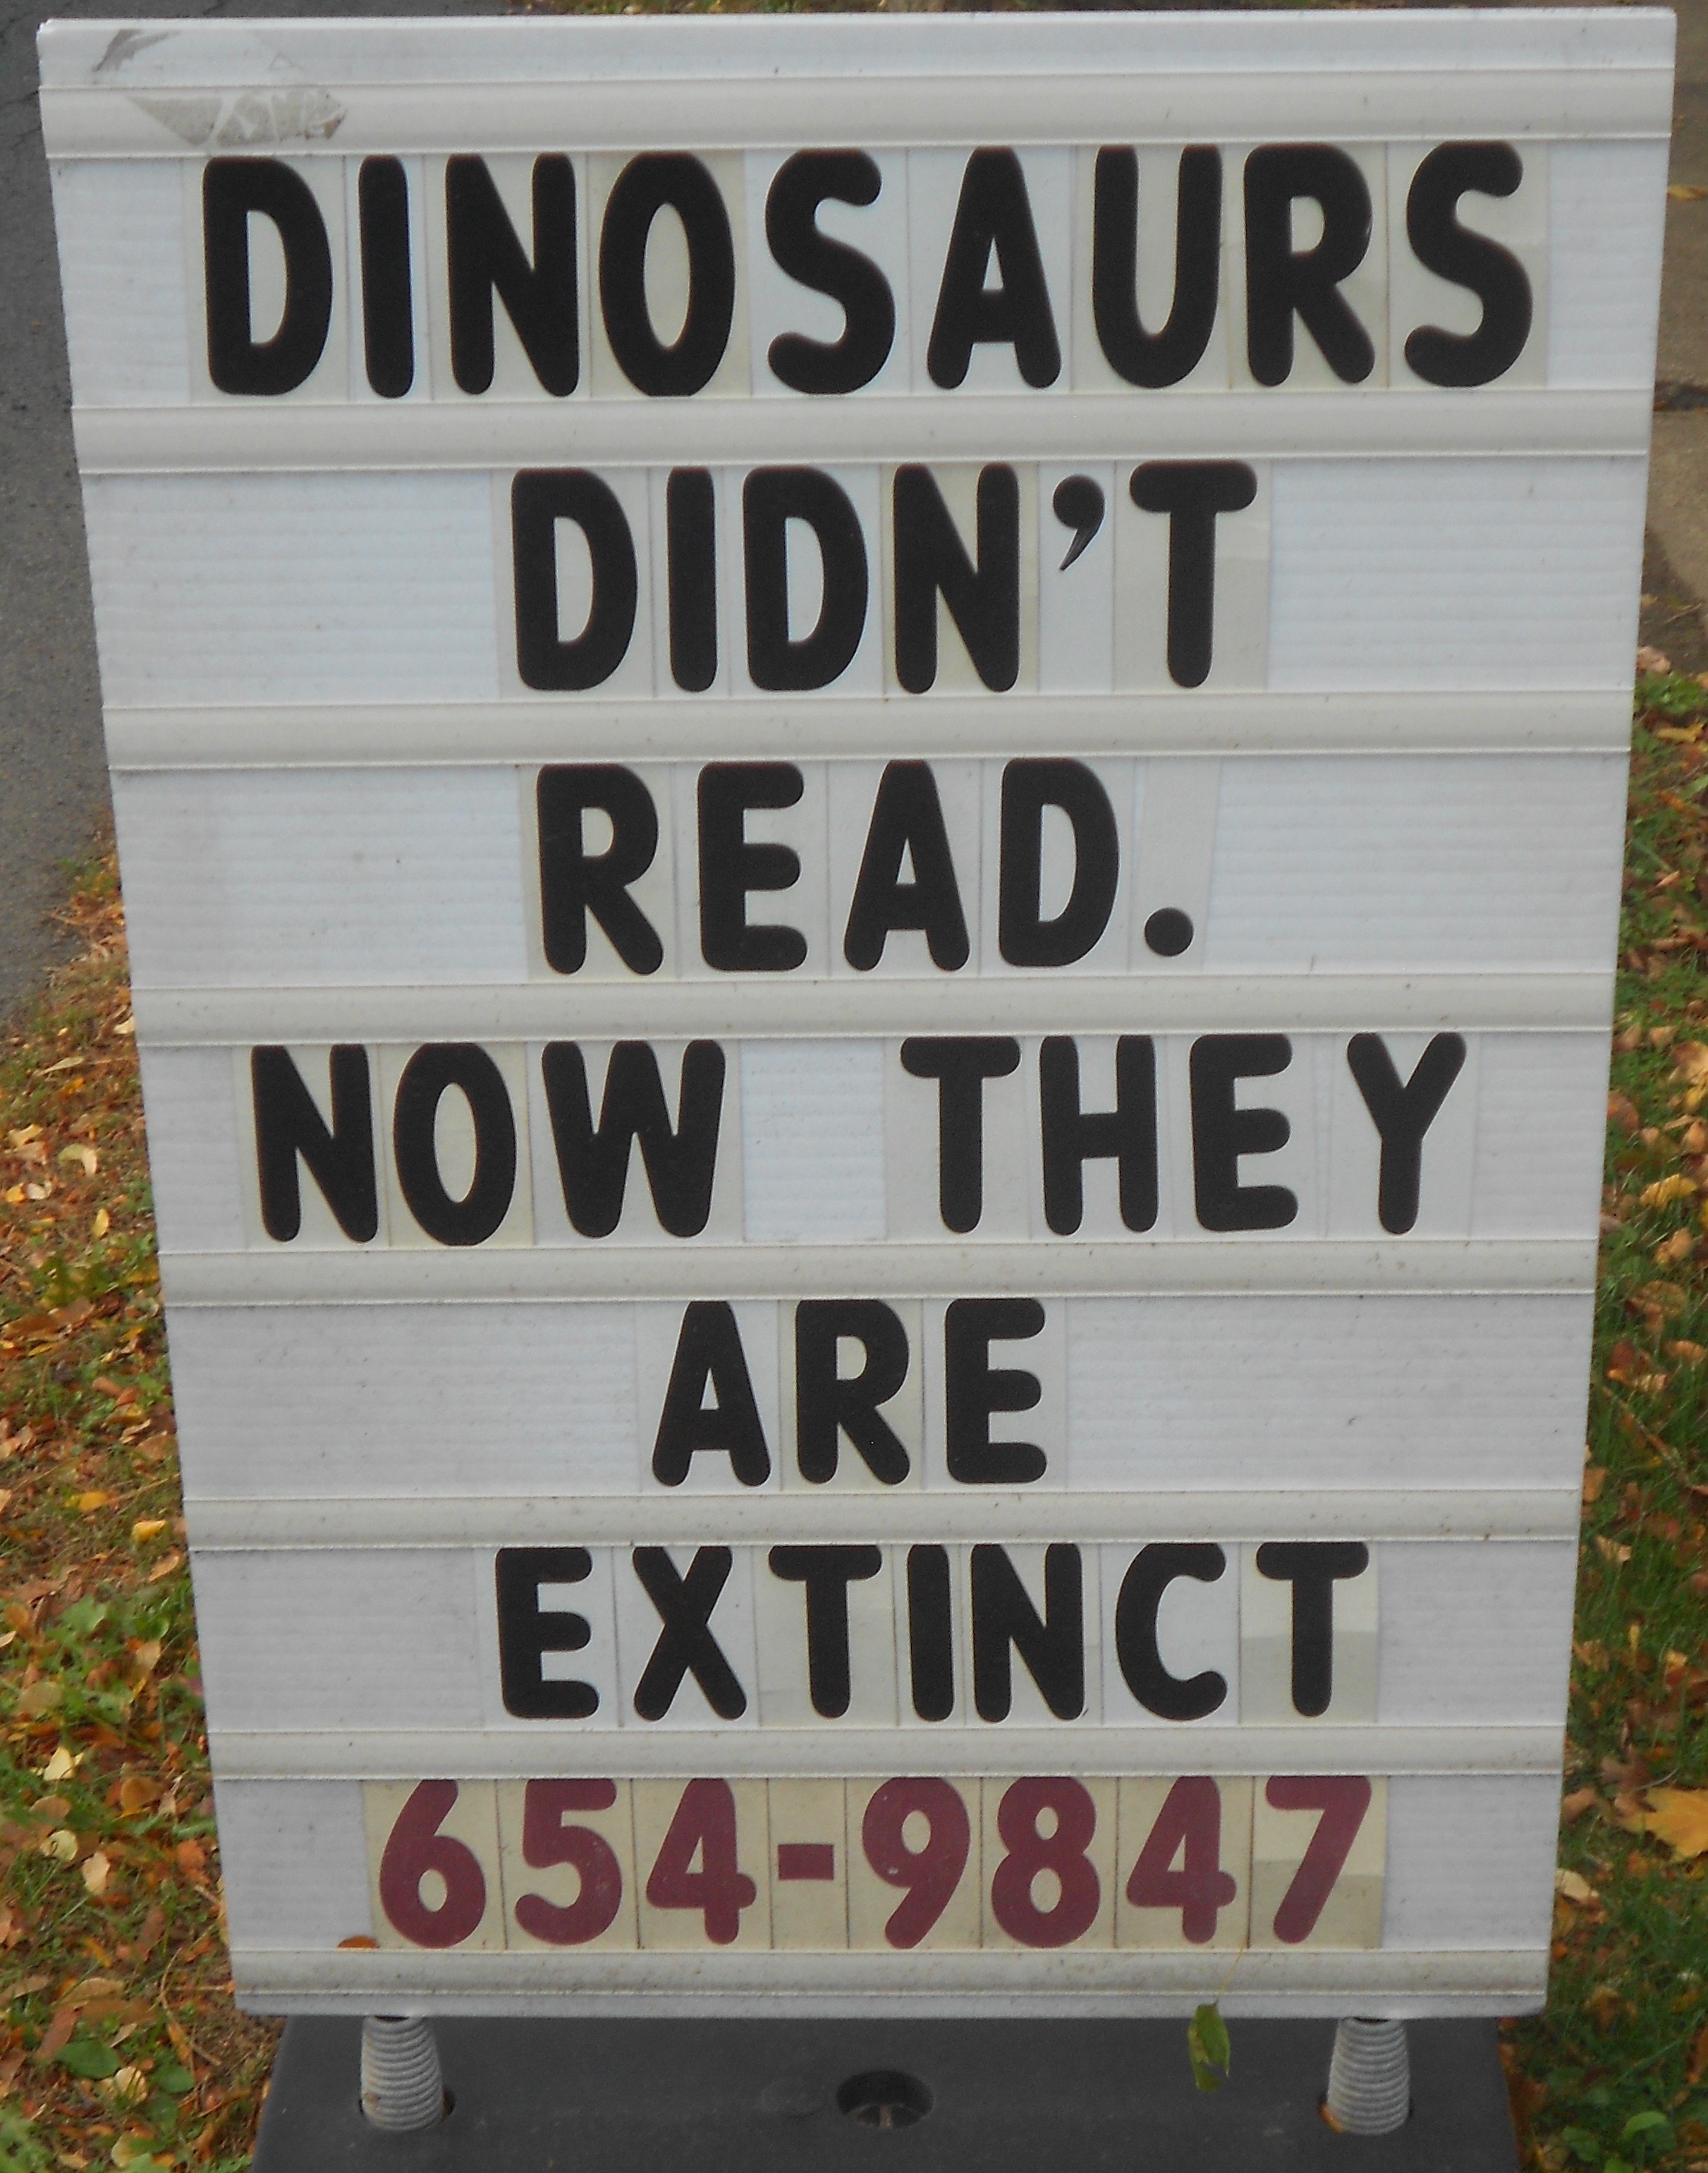 DINOSAURS
DIDN'T
READ.
NOW THEY
ARE
EXTINCT
654-9847